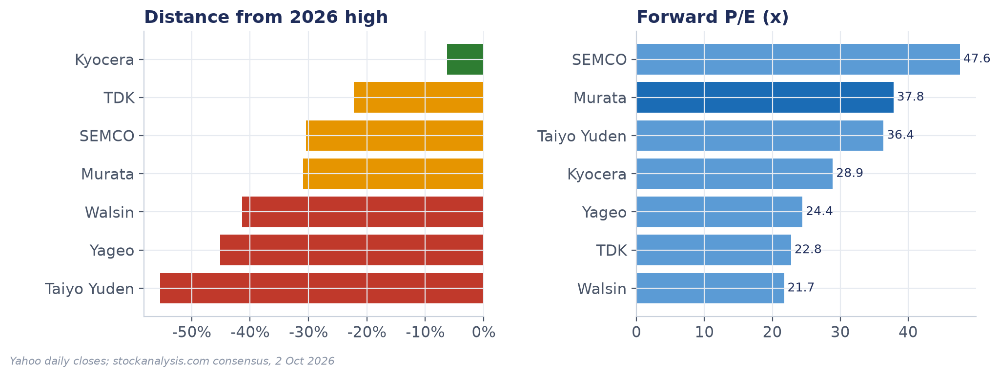 Distance from 2026 high
Kyocera
TDK
SEMCO
Murata
Walsin
Yageo
Taiyo Yuden
-50% -40% -30% -20% -10% 0%
Forward P/E (x)
SEMCO 47.6
Murata 37.8
Taiyo Yuden 36.4
Kyocera 28.9
Yageo 24.4
TDK 22.8
Walsin 21.7
0 10 20 30 40
Yahoo daily closes; stockanalysis.com consensus, 2 Oct 2026